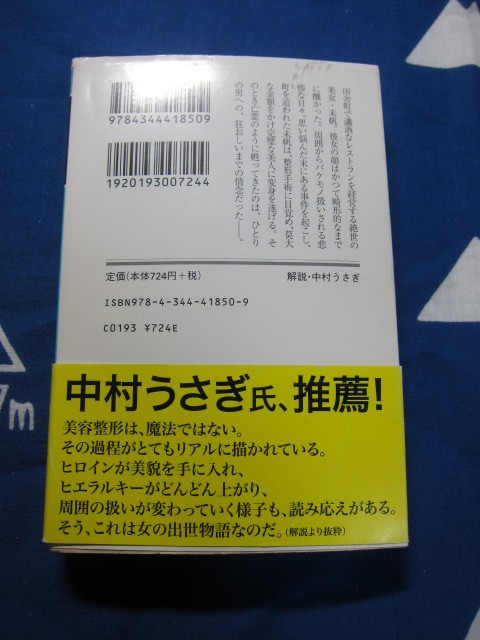 9784344418509
1920193007244
田舎町で瀟洒なレストランを経営する絶世の
美女・未帆。彼女の顔はかつて畸形的なまで
に醜かった。周囲からバケモノ扱いされる悲
惨な日々。思い悩んだ末にある事件を起こし、
町を追われた未帆は、整形手術に目覚め、莫大
な金額をかけ完璧な美人に変身を遂げる。そ
のとき亡霊のように甦ってきたのは、ひとり
の男への、狂おしいまでの情念だった――。
定価(本体724円+税)
解説・中村うさぎ
ISBN978-4-344-41850-9
C0193 ¥724E
中村うさぎ氏、推薦!
美容整形は、魔法ではない。
その過程がとてもリアルに描かれている。
ヒロインが美貌を手に入れ、
ヒエラルキーがどんどん上がり、
周囲の扱いが変わっていく様子も、読み応えがある。
そう、これは女の出世物語なのだ。(解説より抜粋)